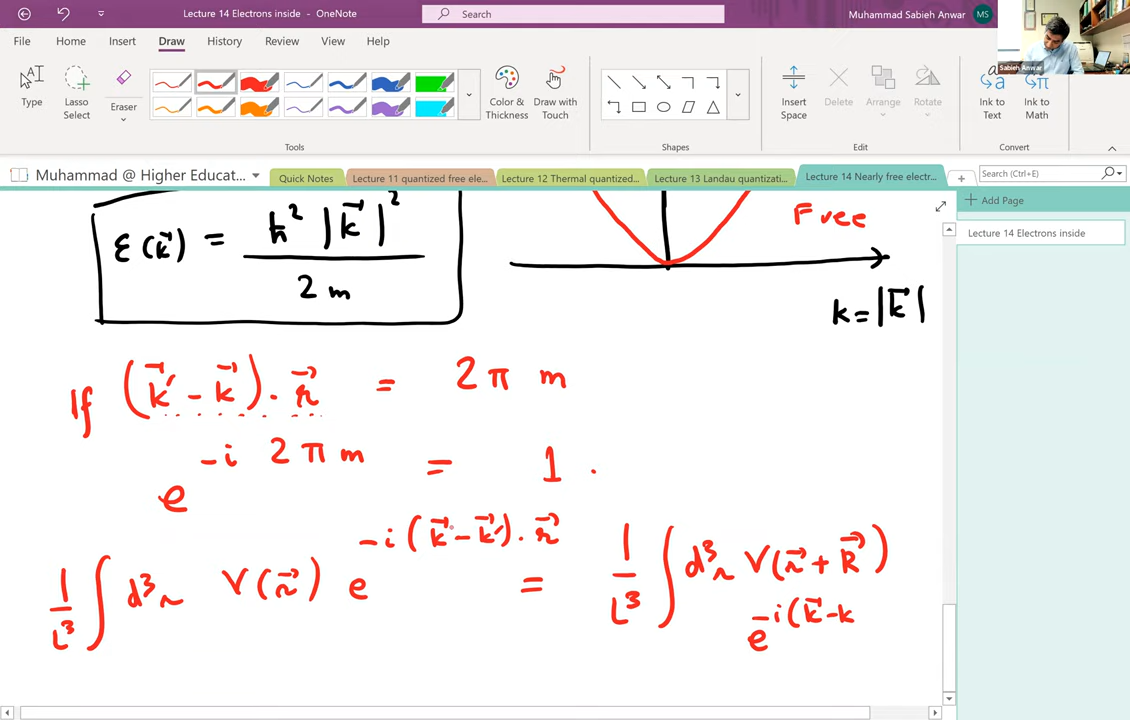 Lecture 14 Electrons inside - OneNote
Search
Muhammad Sabieh Anwar
MS
Sabieh Anwar
File Home Insert Draw History Review View Help
Type
Lasso Select
Eraser
Color & Thickness
Draw with Touch
Insert Space
Delete
Arrange
Rotate
Ink to Text
Ink to Math
Tools
Shapes
Edit
Convert
Muhammad @ Higher Educat...
Quick Notes
Lecture 11 quantized free ele...
Lecture 12 Thermal quantized...
Lecture 13 Landau quantizati...
Lecture 14 Nearly free electr...
Search (Ctrl+E)
Add Page
Lecture 14 Electrons inside
ε(k⃗) = ħ² |k⃗|² / 2m
Free
k = |k⃗|
If (k⃗' - k⃗) · r⃗ = 2π m
e^{-i 2π m} = 1 .
1/L³ ∫ d³r V(r⃗) e^{-i(k⃗ - k⃗') · r⃗} = 1/L³ ∫ d³r V(r⃗ + R⃗)
e^{-i(k⃗ - k